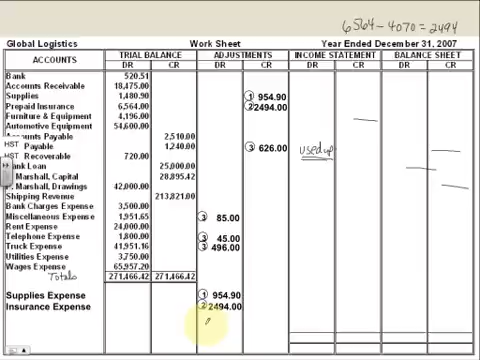 6564 - 4070 = 2494
Global Logistics Work Sheet Year Ended December 31, 2007
ACCOUNTS TRIAL BALANCE ADJUSTMENTS INCOME STATEMENT BALANCE SHEET
DR CR DR CR DR CR DR CR
Bank 520.51
Accounts Receivable 18,475.00
Supplies 1,480.90 1 954.90
Prepaid Insurance 6,564.00 2 2494.00
Furniture & Equipment 4,196.00
Automotive Equipment 54,600.00
Accounts Payable 2,510.00
HST Payable 1,240.00 3 626.00 used up
HST Recoverable 720.00
Bank Loan 25,000.00
Marshall, Capital 28,895.42
P. Marshall, Drawings 42,000.00
Shipping Revenue 213,821.00
Bank Charges Expense 3,500.00
Miscellaneous Expense 1,951.65 3 85.00
Rent Expense 24,000.00
Telephone Expense 1,800.00 3 45.00
Truck Expense 41,951.16 3 496.00
Utilities Expense 3,750.00
Wages Expense 65,957.20
Totals 271,466.42 271,466.42
Supplies Expense 1 954.90
Insurance Expense 2 2494.00